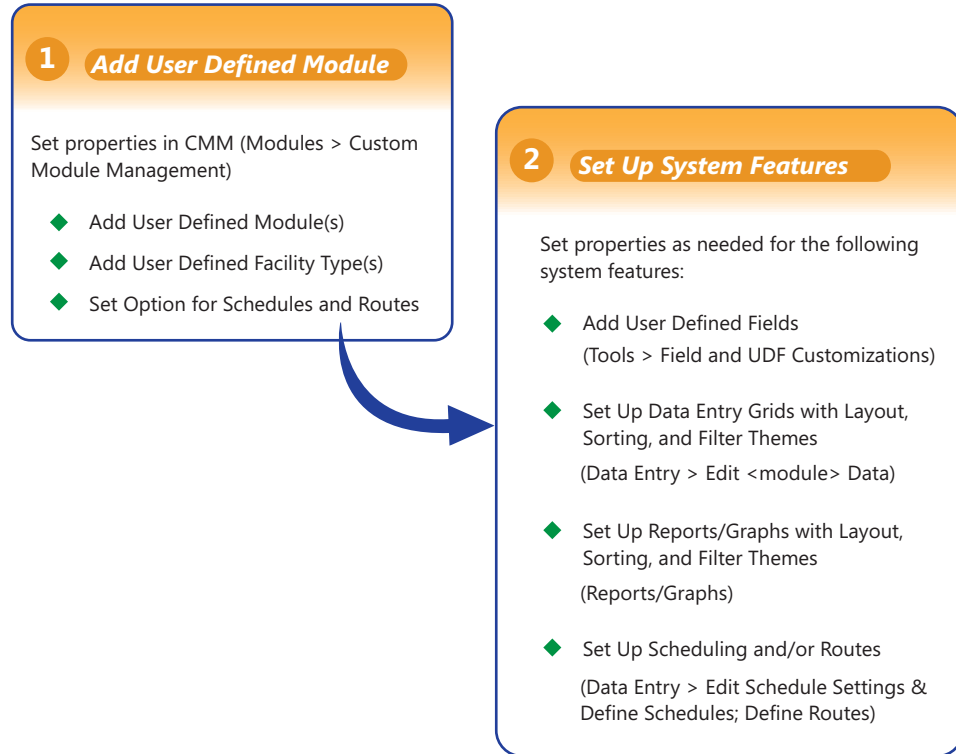 1
Add User Defined Module
Set properties in CMM (Modules > Custom
Module Management)
Add User Defined Module(s)
Add User Defined Facility Type(s)
Set Option for Schedules and Routes
2
Set Up System Features
Set properties as needed for the following
system features:
Add User Defined Fields
(Tools > Field and UDF Customizations)
Set Up Data Entry Grids with Layout,
Sorting, and Filter Themes
(Data Entry > Edit <module> Data)
Set Up Reports/Graphs with Layout,
Sorting, and Filter Themes
(Reports/Graphs)
Set Up Scheduling and/or Routes
(Data Entry > Edit Schedule Settings &
Define Schedules; Define Routes)